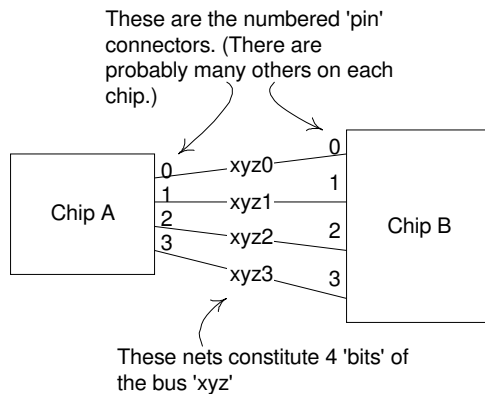 These are the numbered 'pin'
connectors. (There are
probably many others on each
chip.)
0
xyz0
0
1
xyz1
1
Chip A
2
xyz2
2
Chip B
3
xyz3
3
These nets constitute 4 'bits' of
the bus 'xyz'